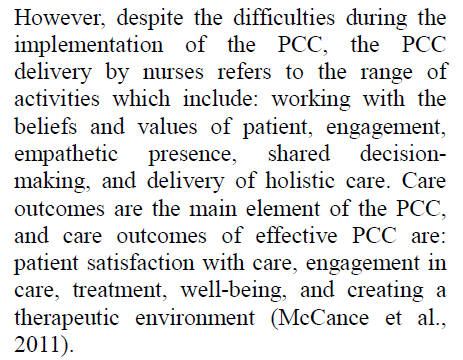 However, despite the difficulties during the
implementation of the PCC, the PCC
delivery by nurses refers to the range of
activities which include: working with the
beliefs and values of patient, engagement,
empathetic presence, shared decision-
making, and delivery of holistic care. Care
outcomes are the main element of the PCC,
and care outcomes of effective PCC are:
patient satisfaction with care, engagement in
care, treatment, well-being, and creating a
therapeutic environment (McCance et al.,
2011).